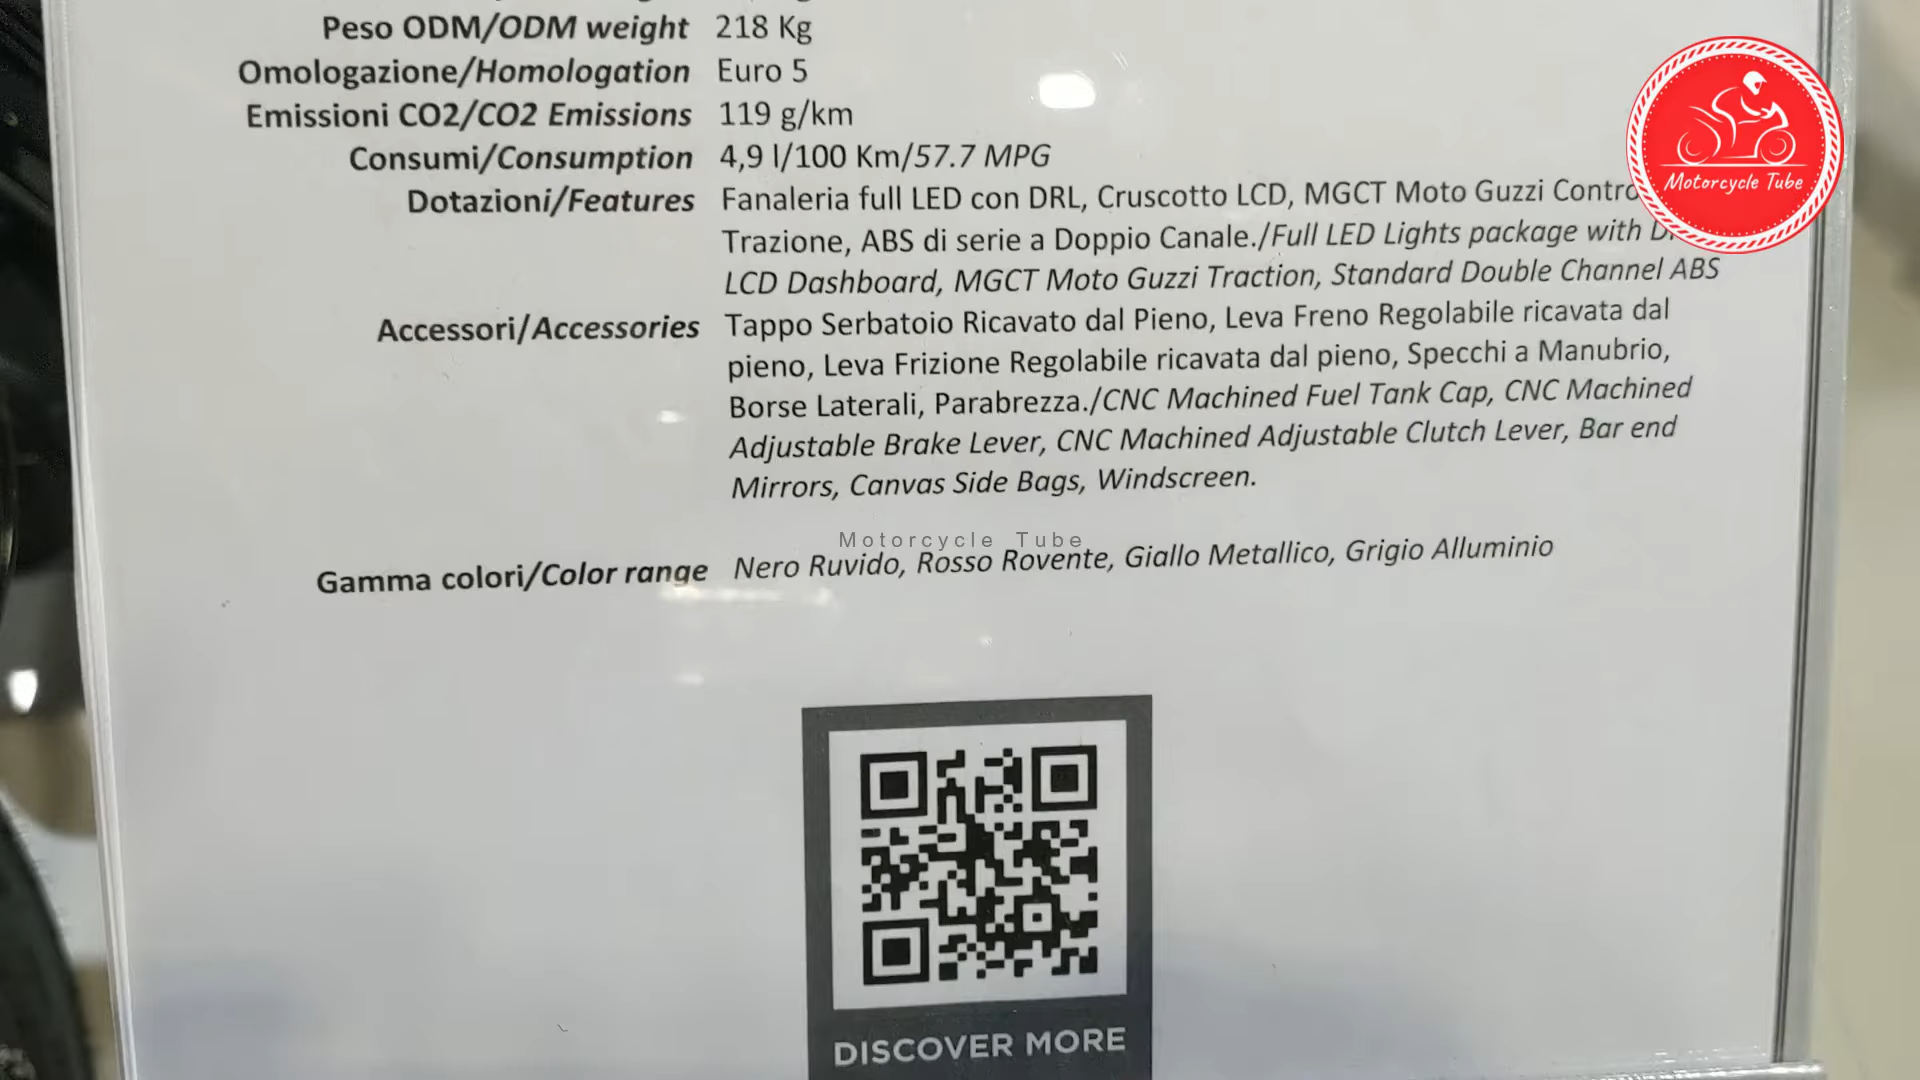 Peso ODM/ODM weight 218 Kg
Omologazione/Homologation Euro 5
Emissioni CO2/CO2 Emissions 119 g/km
Consumi/Consumption 4,9 l/100 Km/57.7 MPG
Dotazioni/Features Fanaleria full LED con DRL, Cruscotto LCD, MGCT Moto Guzzi
Trazione, ABS di serie a Doppio Canale./Full LED Lights package with
LCD Dashboard, MGCT Moto Guzzi Traction, Standard Double Channel ABS
Accessori/Accessories Tappo Serbatoio Ricavato dal Pieno, Leva Freno Regolabile ricavata dal
pieno, Leva Frizione Regolabile ricavata dal pieno, Specchi a Manubrio,
Borse Laterali, Parabrezza./CNC Machined Fuel Tank Cap, CNC Machined
Adjustable Brake Lever, CNC Machined Adjustable Clutch Lever, Bar end
Mirrors, Canvas Side Bags, Windscreen.
Motorcycle Tube
Gamma colori/Color range Nero Ruvido, Rosso Rovente, Giallo Metallico, Grigio Alluminio
DISCOVER MORE
Motorcycle Tube